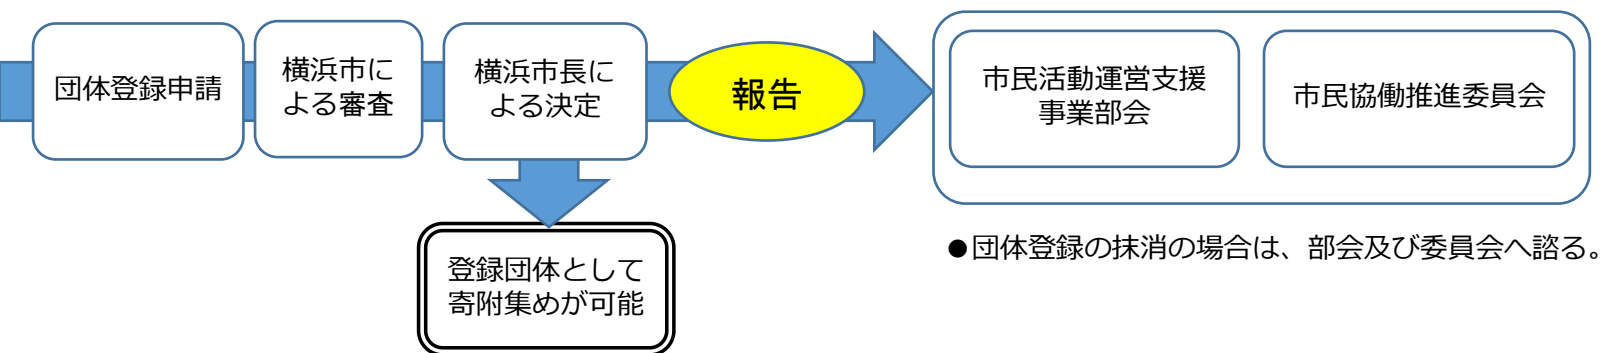 団体登録申請
横浜市に
よる審査
横浜市長に
よる決定
報告
市民活動運営支援
事業部会
市民協働推進委員会
登録団体として
寄附集めが可能
●団体登録の抹消の場合は、部会及び委員会へ諮る。